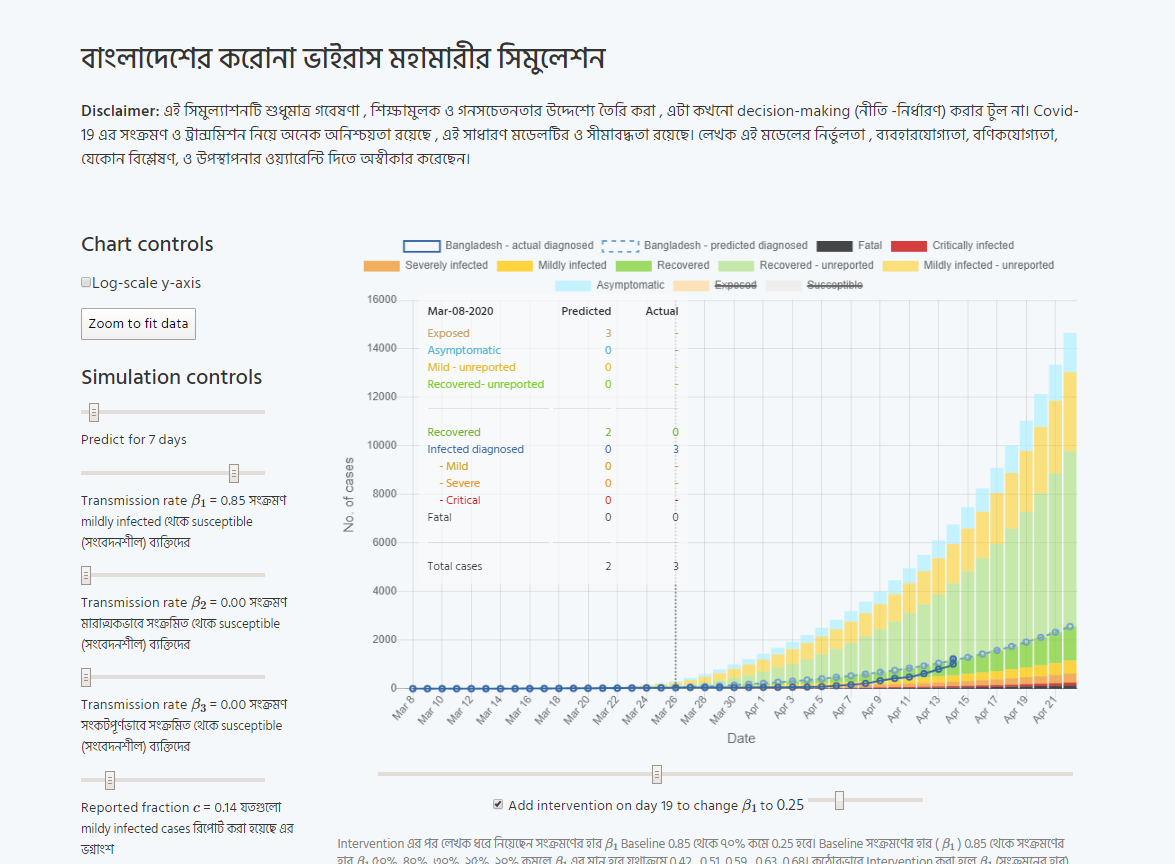 বাংলাদেশের করোনা ভাইরাস মহামারীর সিমুলেশন
Disclaimer: এই সিমুল্যাশনটি শুধুমাত্র গবেষণা , শিক্ষামুলক ও গনসচেতনতার উদ্দেশ্যে তৈরি করা , এটা কখনো decision-making (নীতি -নির্ধারণ) করার টুল না। Covid-
19 এর সংক্রমণ ও ট্রান্সমিশন নিয়ে অনেক অনিশ্চয়তা রয়েছে , এই সাধারণ মডেলটির ও সীমাবদ্ধতা রয়েছে। লেখক এই মডেলের নির্ভুলতা , ব্যবহারযোগ্যতা, বণিকযোগ্যতা,
যেকোন বিশ্লেষণ, ও উপস্থাপনার ওয়্যারেন্টি দিতে অস্বীকার করেছেন।
Chart controls
Log-scale y-axis
Zoom to fit data
Simulation controls
Predict for 7 days
Transmission rate β1 = 0.85 সংক্রমণ
mildly infected থেকে susceptible
(সংবেদনশীল) ব্যক্তিদের
Transmission rate β2 = 0.00 সংক্রমণ
মারাত্মকভাবে সংক্রমিত থেকে susceptible
(সংবেদনশীল) ব্যক্তিদের
Transmission rate β3 = 0.00 সংক্রমণ
সংকটপূর্ণভাবে সংক্রমিত থেকে susceptible
(সংবেদনশীল) ব্যক্তিদের
Reported fraction c = 0.14 যতগুলো
mildly infected cases রিপোর্ট করা হয়েছে এর
ভগ্নাংশ
Bangladesh - actual diagnosed Bangladesh - predicted diagnosed Fatal Critically infected
Severely infected Mildly infected Recovered Recovered - unreported Mildly infected - unreported
Asymptomatic Exposed Susceptible
16000
14000
12000
10000
8000
6000
4000
2000
0
No. of cases
Mar-08-2020 Predicted Actual
Exposed 3 -
Asymptomatic 0 -
Mild - unreported 0 -
Recovered- unreported 0 -
Recovered 2 0
Infected diagnosed 0 3
- Mild 0 -
- Severe 0 -
- Critical 0 -
Fatal 0 0
Total cases 2 3
Mar 8 Mar 10 Mar 12 Mar 14 Mar 16 Mar 18 Mar 20 Mar 22 Mar 24 Mar 26 Mar 28 Mar 30 Apr 1 Apr 3 Apr 5 Apr 7 Apr 9 Apr 11 Apr 13 Apr 15 Apr 17 Apr 19 Apr 21
Date
Add intervention on day 19 to change β1 to 0.25
Intervention এর পর লেখক ধরে নিয়েছেন সংক্রমণের হার β1 Baseline 0.85 থেকে ৭০% কমে 0.25 হবে। Baseline সংক্রমণের হার ( β1 ) 0.85 থেকে সংক্রমণের